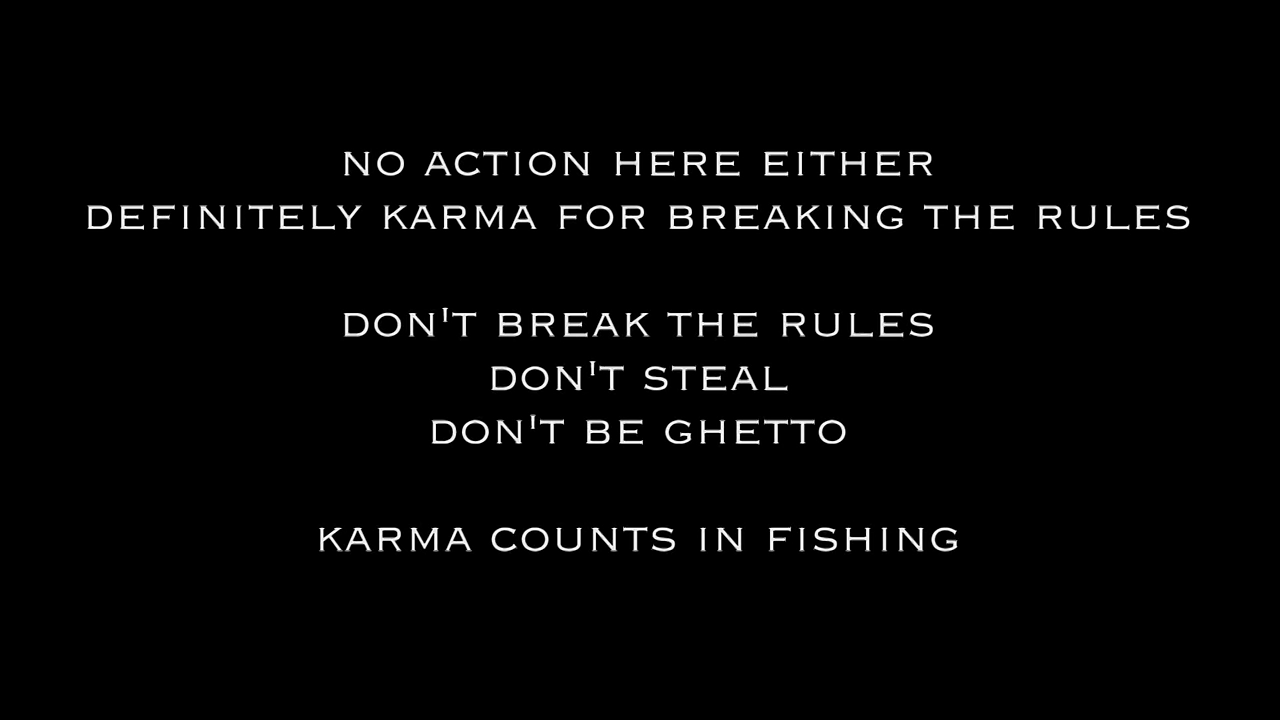 NO ACTION HERE EITHER
DEFINITELY KARMA FOR BREAKING THE RULES
DON'T BREAK THE RULES
DON'T STEAL
DON'T BE GHETTO
KARMA COUNTS IN FISHING